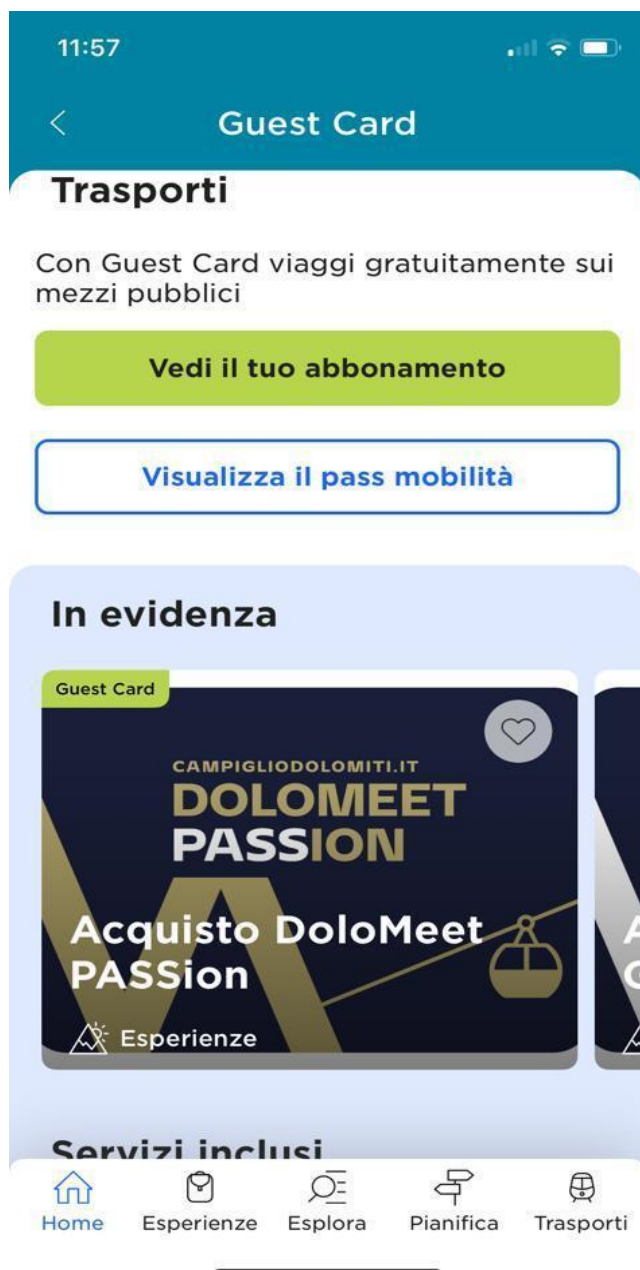 11:57
Guest Card
Trasporti
Con Guest Card viaggi gratuitamente sui
mezzi pubblici
Vedi il tuo abbonamento
Visualizza il pass mobilità
In evidenza
Guest Card
CAMPIGLIODOLOMITI.IT
DOLOMEET
PASSION
Acquisto DoloMeet
PASSion
Esperienze
Servizi inclusi
Home Esperienze Esplora Pianifica Trasporti